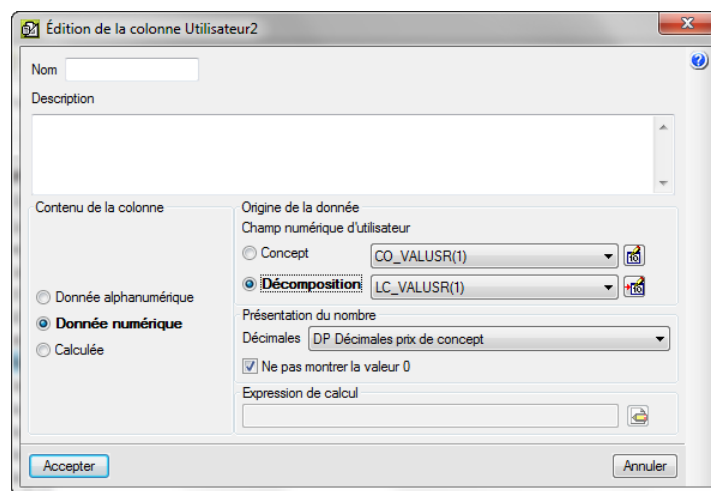 Édition de la colonne Utilisateur2
Nom
Description
Contenu de la colonne
Donnée alphanumérique
Donnée numérique
Calculée
Origine de la donnée
Champ numérique d'utilisateur
Concept CO_VALUSR(1)
Décomposition LC_VALUSR(1)
Présentation du nombre
Décimales DP Décimales prix de concept
Ne pas montrer la valeur 0
Expression de calcul
Accepter Annuler